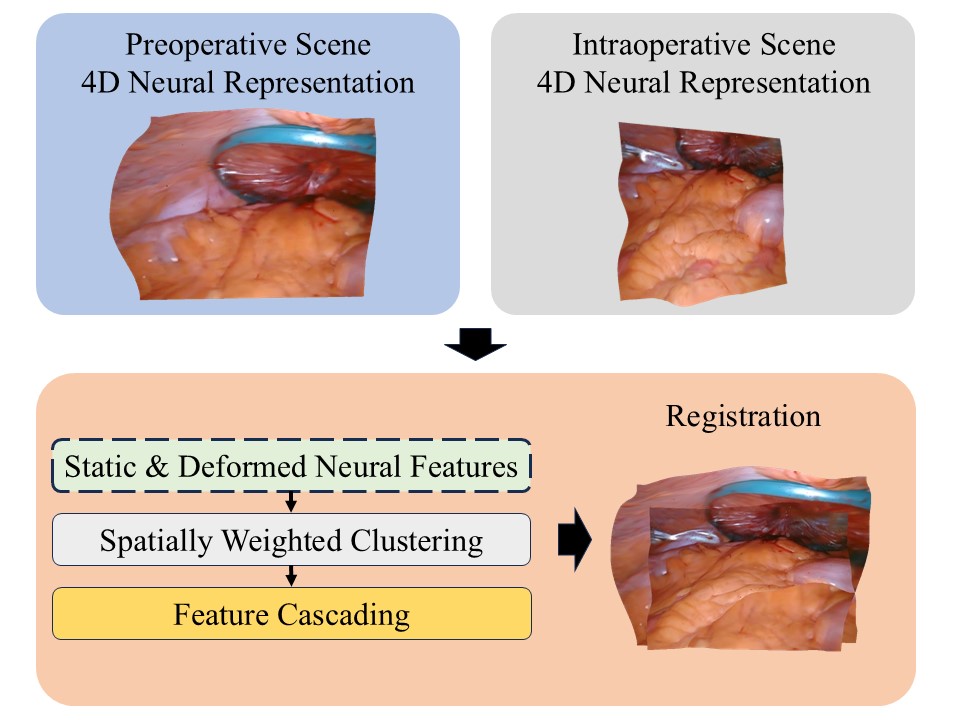 Preoperative Scene
4D Neural Representation
Intraoperative Scene
4D Neural Representation
Registration
Static & Deformed Neural Features
Spatially Weighted Clustering
Feature Cascading